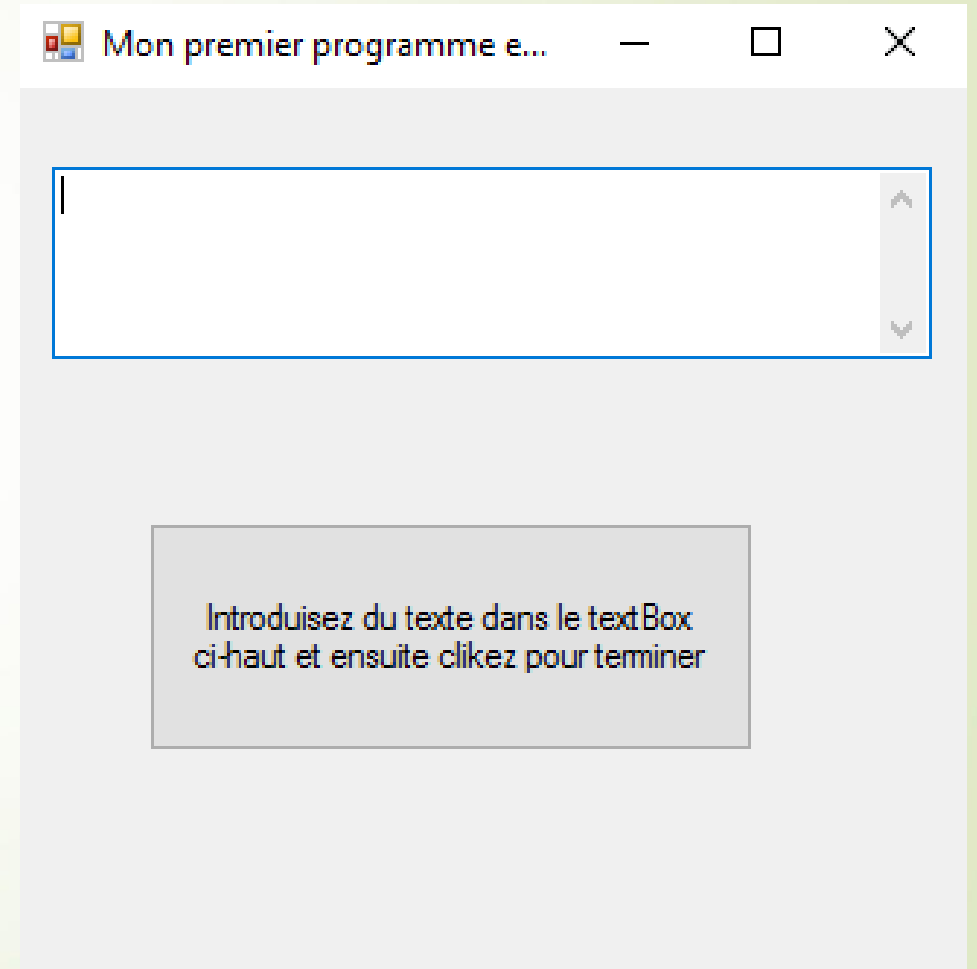 Mon premier programme e...
Introduisez du texte dans le textBox
ci-haut et ensuite clikez pour terminer